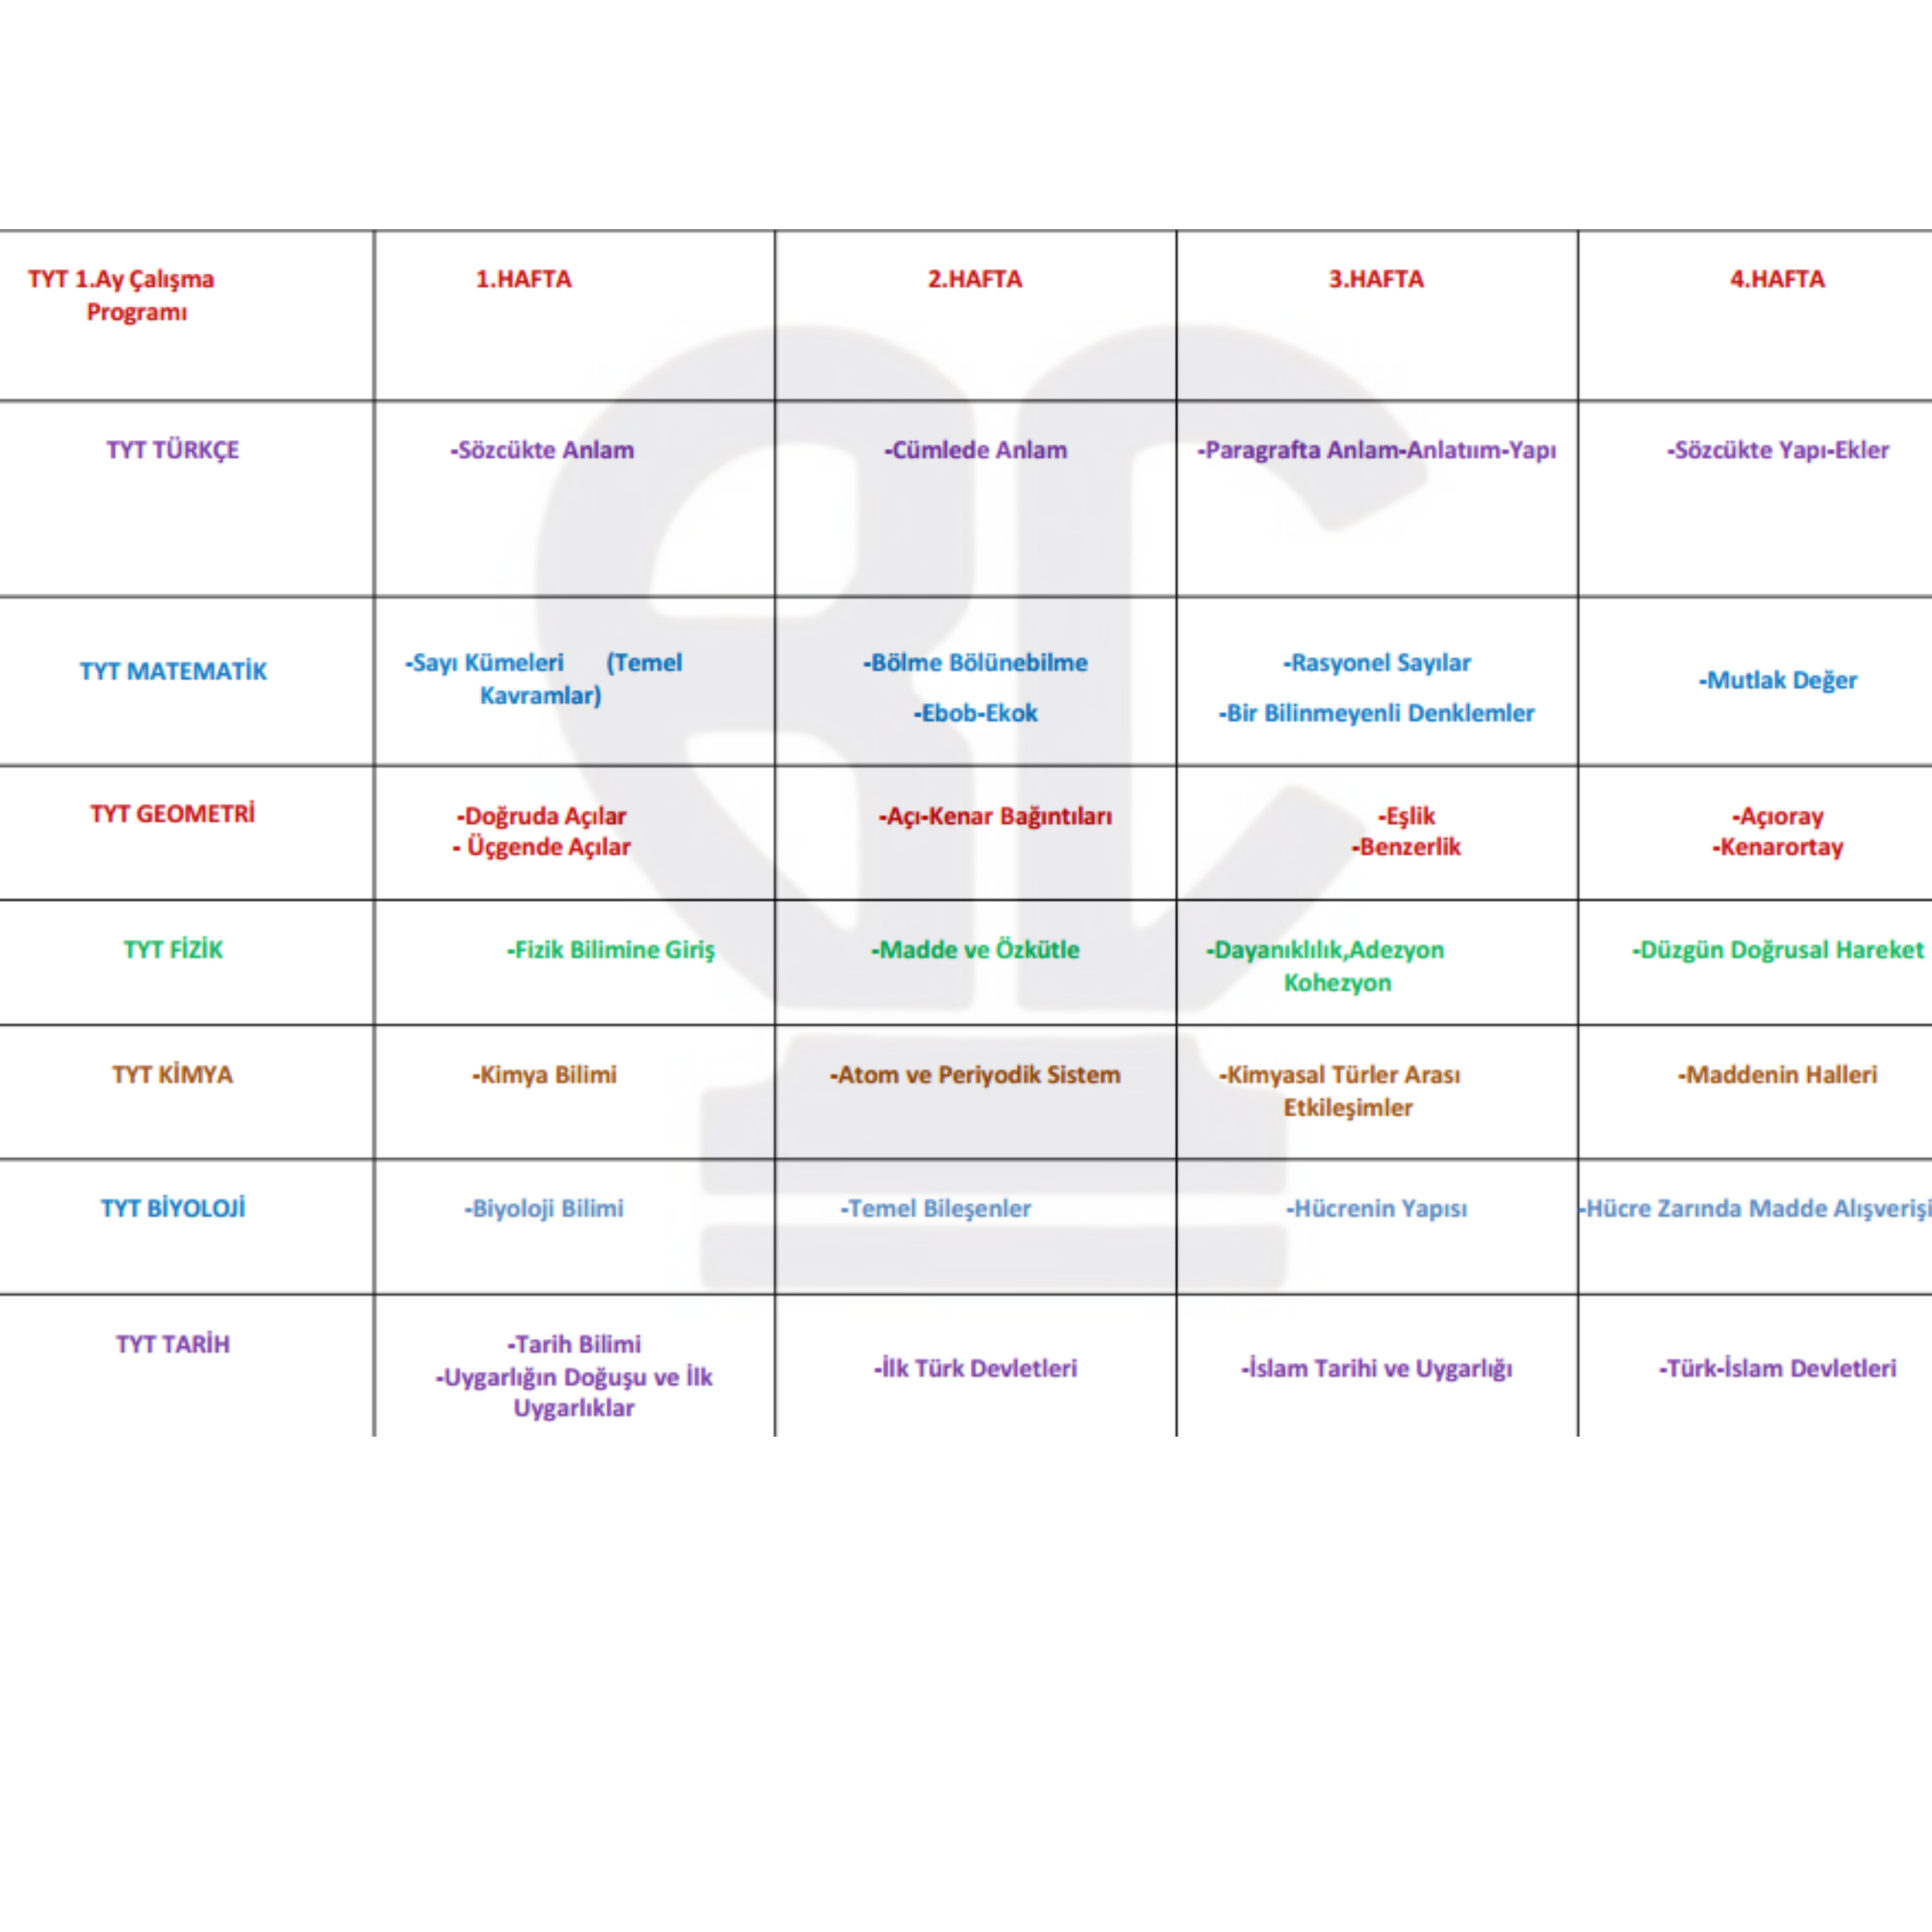 TYT 1.Ay Çalışma
Programı
1.HAFTA
2.HAFTA
3.HAFTA
4.HAFTA
TYT TÜRKÇE
-Sözcükte Anlam
-Cümlede Anlam
-Paragrafta Anlam-Anlatıım-Yapı
-Sözcükte Yapı-Ekler
TYT MATEMATİK
-Sayı Kümeleri (Temel
Kavramlar)
-Bölme Bölünebilme
-Ebob-Ekok
-Rasyonel Sayılar
-Bir Bilinmeyenli Denklemler
-Mutlak Değer
TYT GEOMETRİ
-Doğruda Açılar
- Üçgende Açılar
-Açı-Kenar Bağıntıları
-Eşlik
-Benzerlik
-Açıoray
-Kenarortay
TYT FİZİK
-Fizik Bilimine Giriş
-Madde ve Özkütle
-Dayanıklılık,Adezyon
Kohezyon
-Düzgün Doğrusal Hareket
TYT KİMYA
-Kimya Bilimi
-Atom ve Periyodik Sistem
-Kimyasal Türler Arası
Etkileşimler
-Maddenin Halleri
TYT BİYOLOJİ
-Biyoloji Bilimi
-Temel Bileşenler
-Hücrenin Yapısı
-Hücre Zarında Madde Alışverişi
TYT TARİH
-Tarih Bilimi
-Uygarlığın Doğuşu ve İlk
Uygarlıklar
-İlk Türk Devletleri
-İslam Tarihi ve Uygarlığı
-Türk-İslam Devletleri